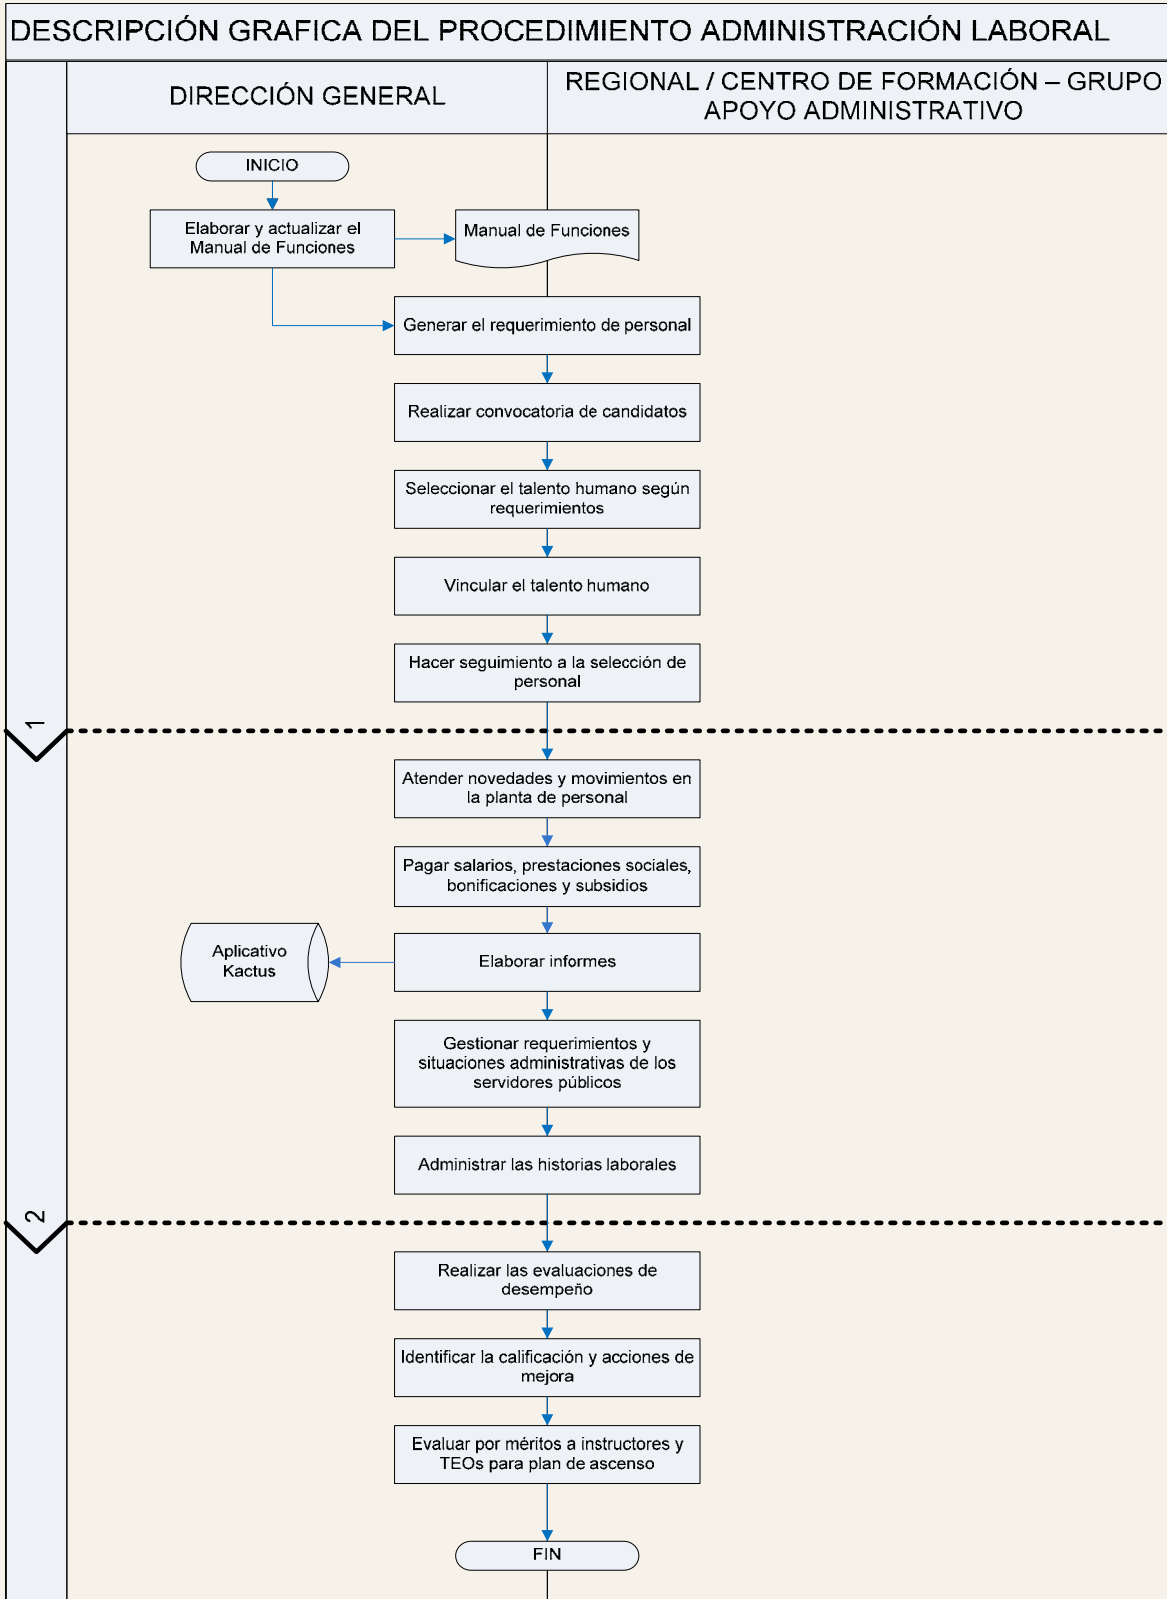 DESCRIPCIÓN GRAFICA DEL PROCEDIMIENTO ADMINISTRACIÓN LABORAL
DIRECCIÓN GENERAL
REGIONAL / CENTRO DE FORMACIÓN – GRUPO
APOYO ADMINISTRATIVO
INICIO
Elaborar y actualizar el
Manual de Funciones
Manual de Funciones
Generar el requerimiento de personal
Realizar convocatoria de candidatos
Seleccionar el talento humano según
requerimientos
Vincular el talento humano
Hacer seguimiento a la selección de
personal
1
Atender novedades y movimientos en
la planta de personal
Pagar salarios, prestaciones sociales,
bonificaciones y subsidios
Aplicativo
Kactus
Elaborar informes
Gestionar requerimientos y
situaciones administrativas de los
servidores públicos
Administrar las historias laborales
2
Realizar las evaluaciones de
desempeño
Identificar la calificación y acciones de
mejora
Evaluar por méritos a instructores y
TEOs para plan de ascenso
FIN